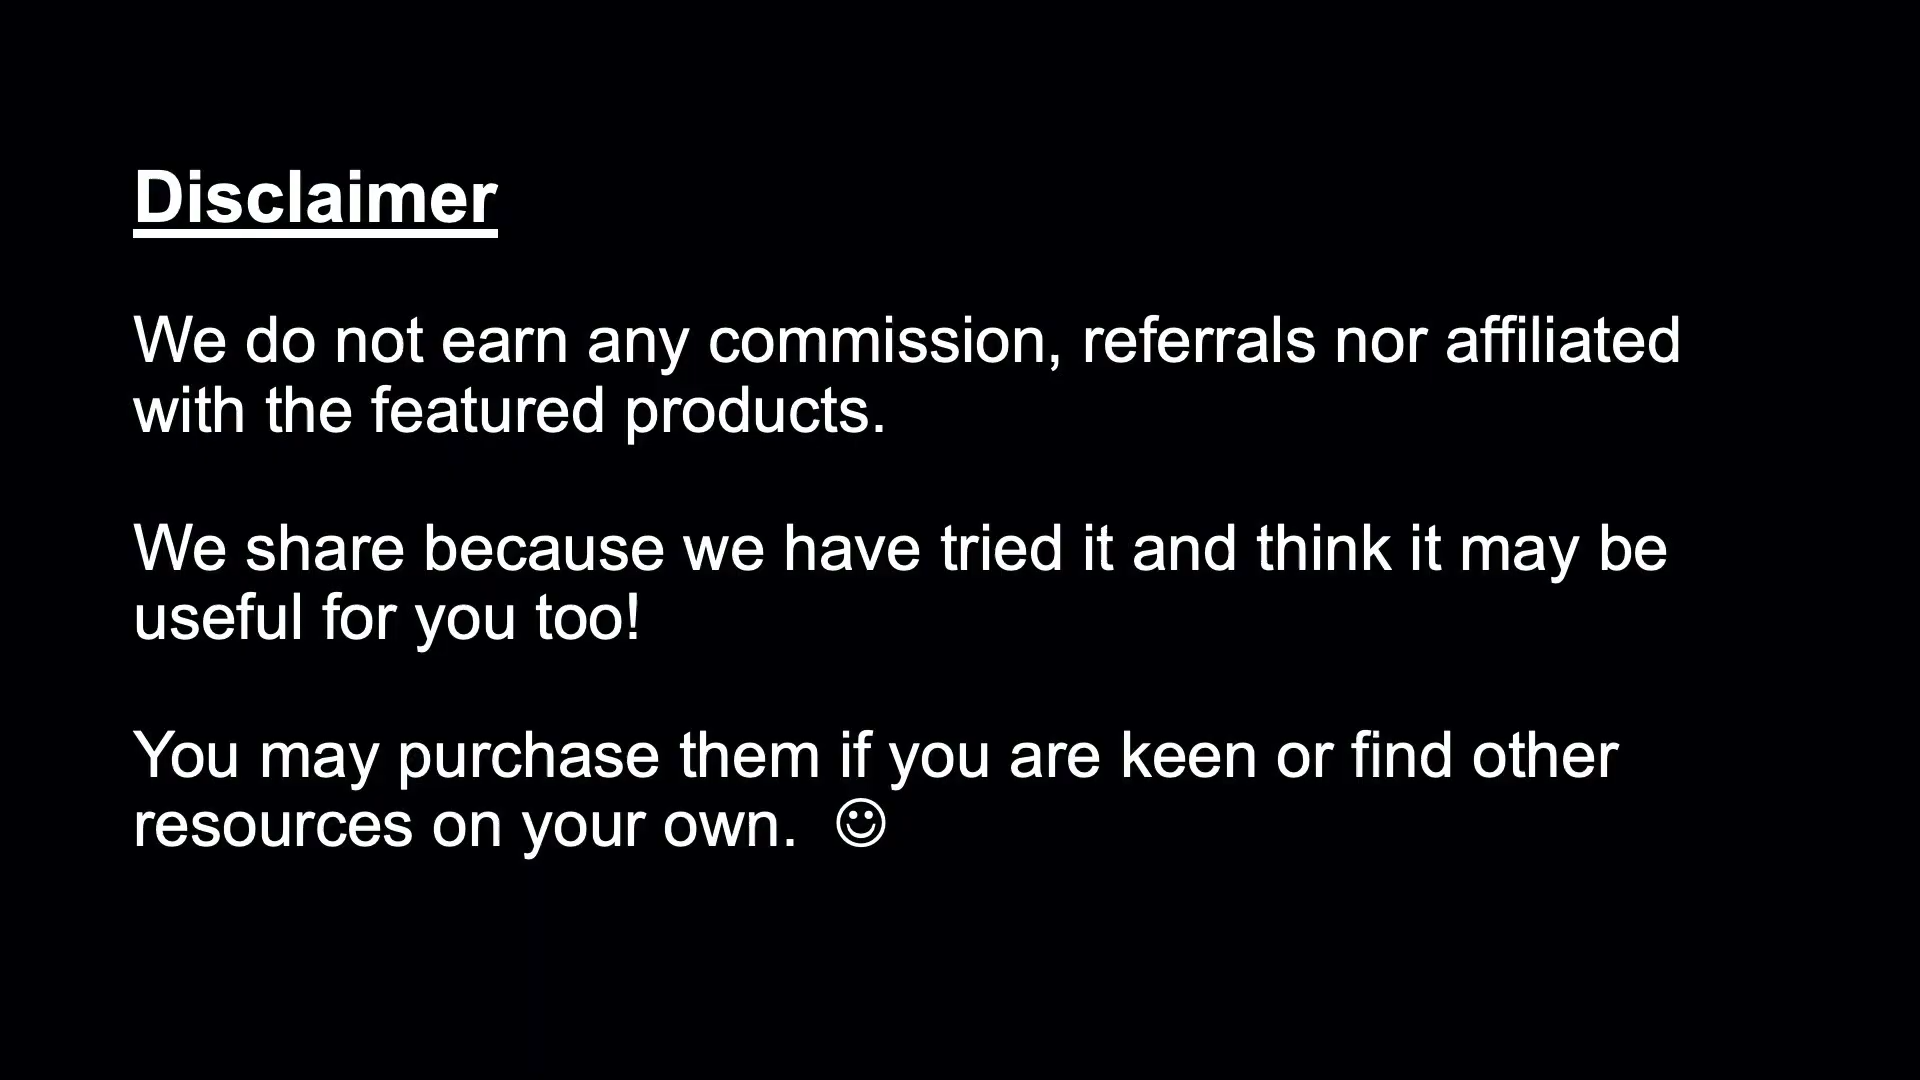 Disclaimer
We do not earn any commission, referrals nor affiliated
with the featured products.
We share because we have tried it and think it may be
useful for you too!
You may purchase them if you are keen or find other
resources on your own. ☺